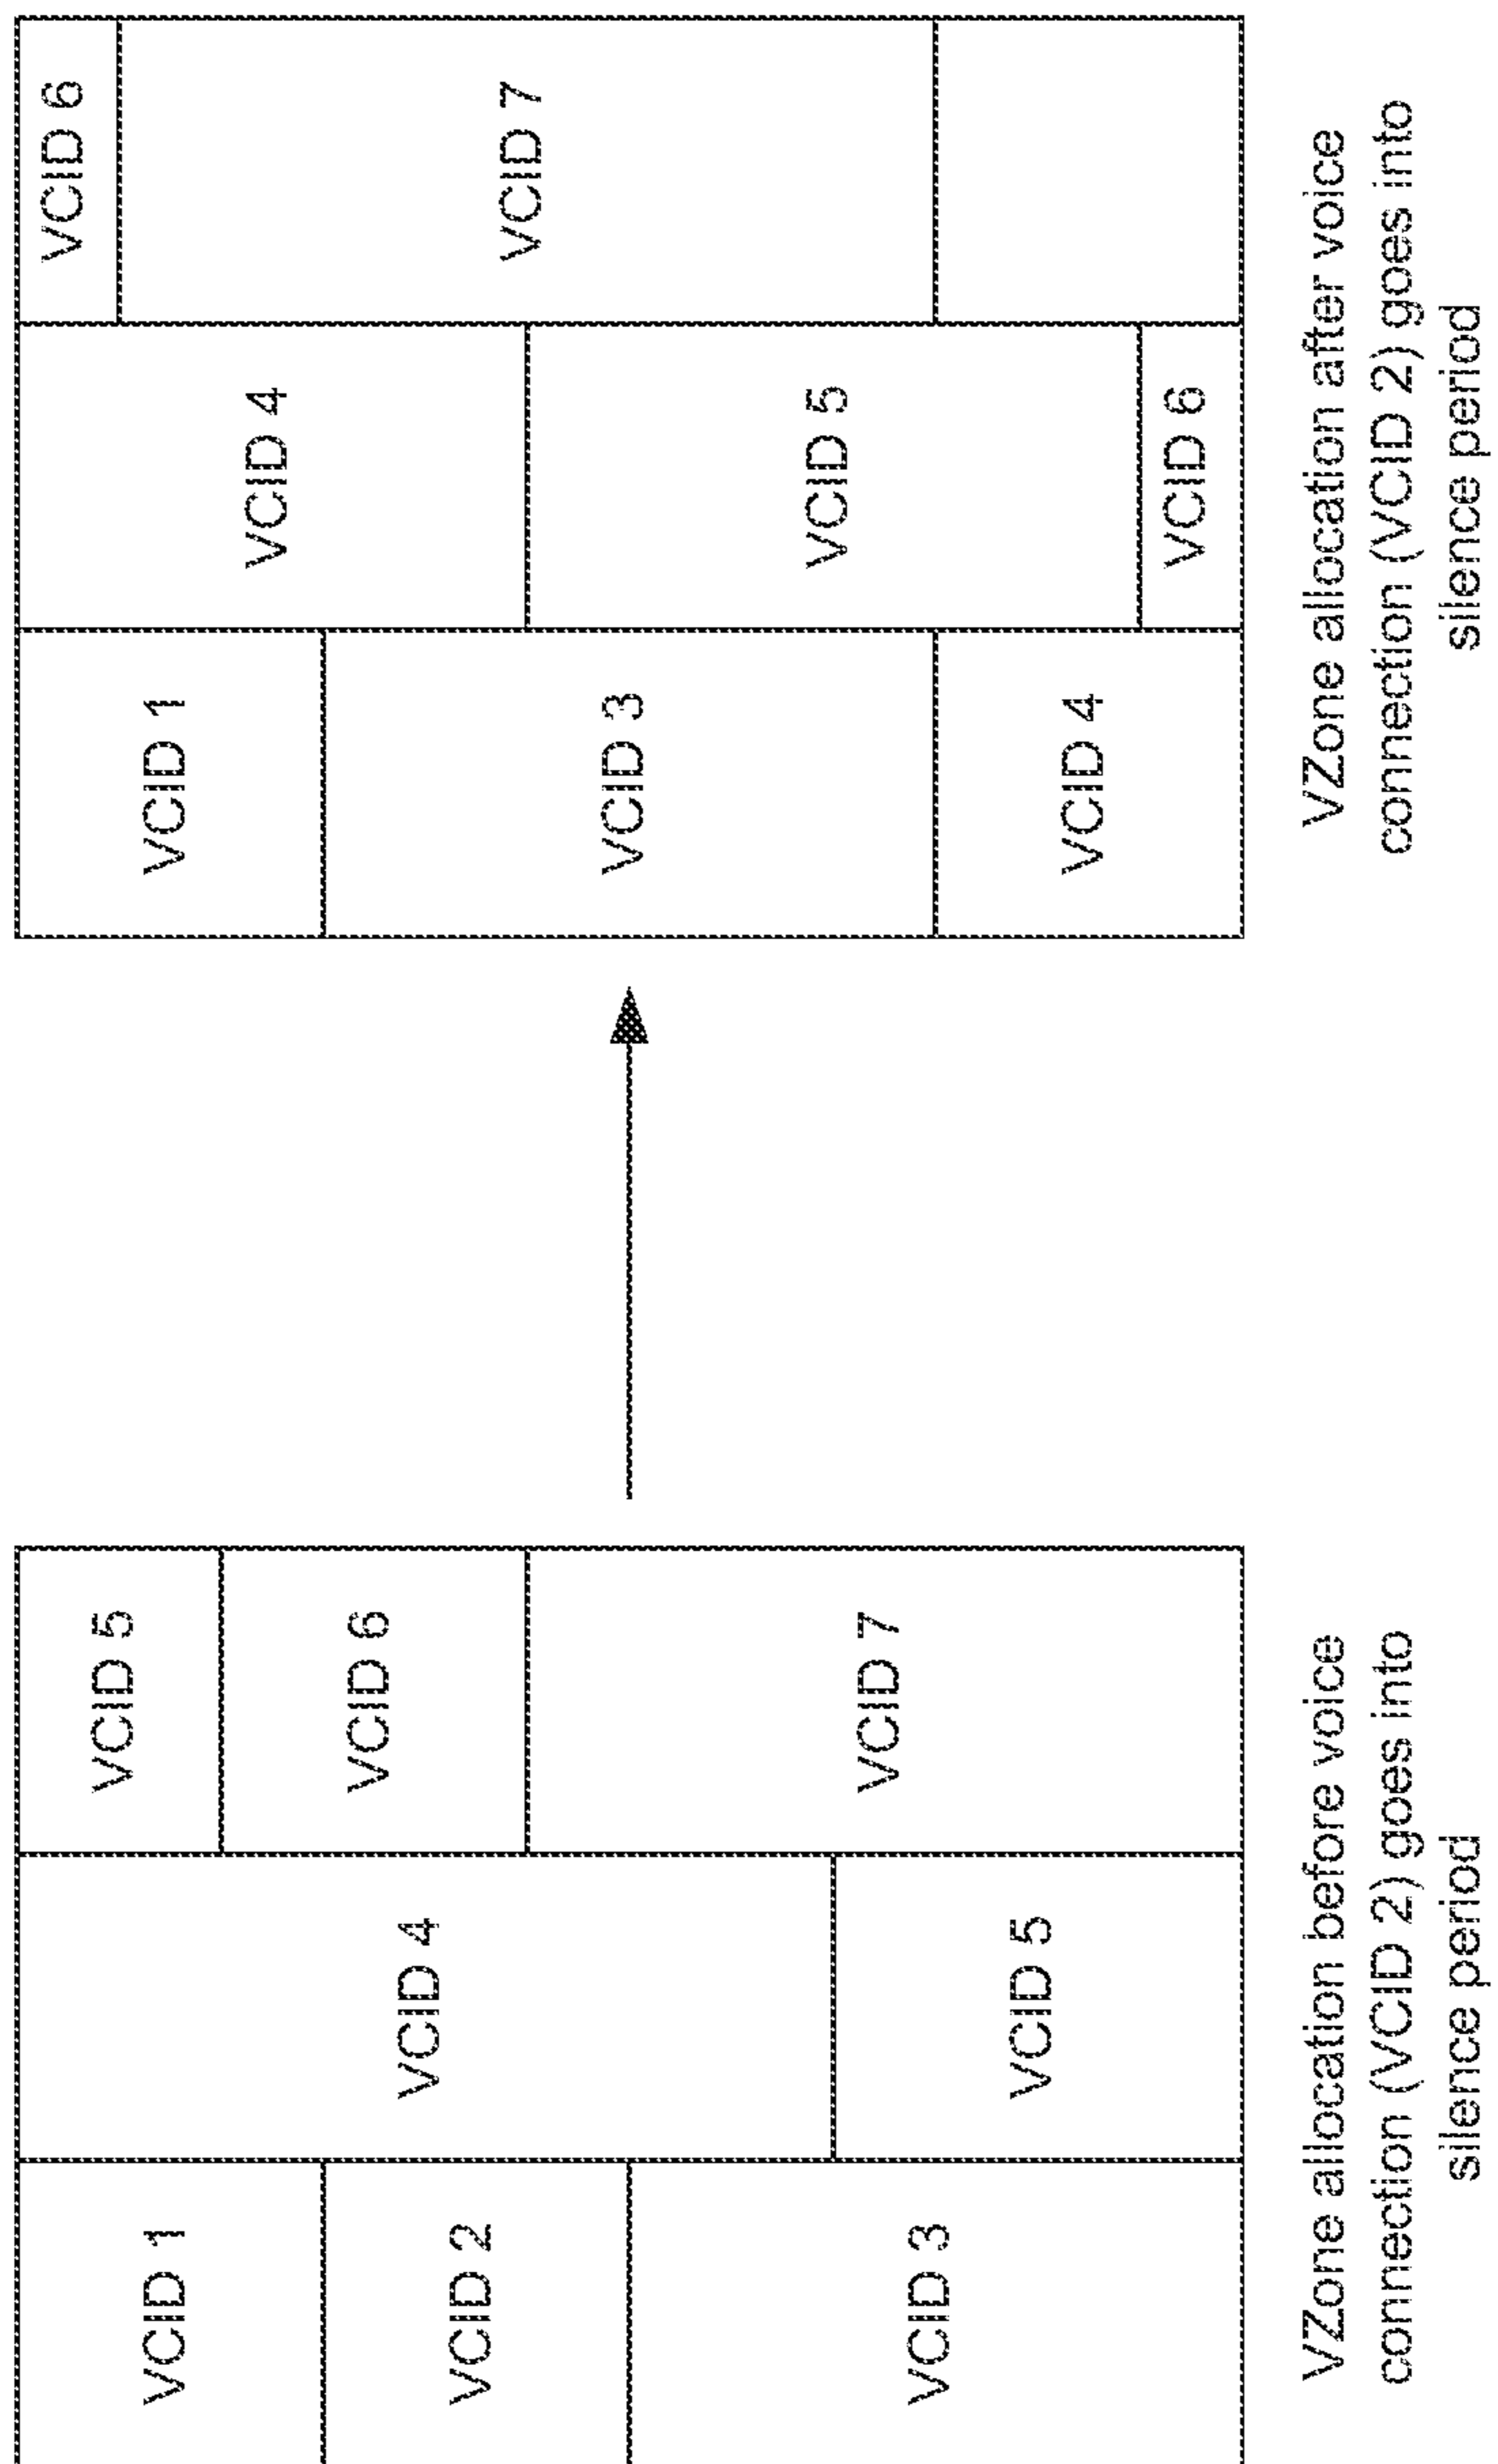 VCID 1
VCID 2
VCID 3
VCID 4
VCID 5
VCID 5
VCID 6
VCID 7
VZone allocation before voice
connection (VCID 2) goes into
silence period
VCID 1
VCID 3
VCID 4
VCID 4
VCID 5
VCID 6
VCID 6
VCID 7
VZone allocation after voice
connection (VCID 2) goes into
silence period